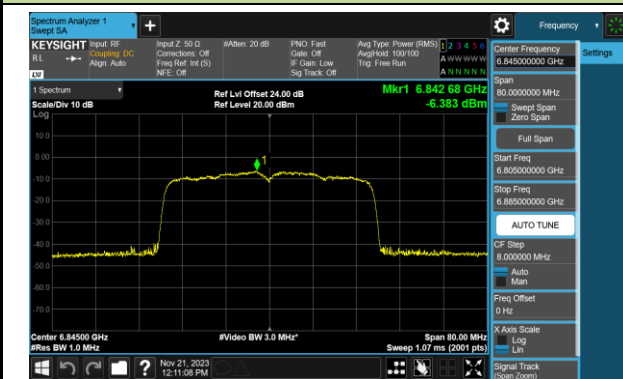 Spectrum Analyzer 1
Swept SA
Frequency
KEYSIGHT
RL
LNI
Input: RF
Coupling: DC
Align: Auto
Input Z: 50 Ω
Corrections: Off
Freq Ref: Int (S)
NFE: Off
#Atten: 20 dB
PNO: Fast
Gate: Off
IF Gain: Low
Sig Track: Off
Avg Type: Power (RMS)
Avg|Hold: 100/100
Trig: Free Run
1 2 3 4 5 6
A W W W W W
A N N N N N
1 Spectrum
Scale/Div 10 dB
Log
Ref Lvl Offset 24.00 dB
Ref Level 20.00 dBm
Mkr1 6.842 68 GHz
-6.383 dBm
10.0
0.00
-10.0
-20.0
-30.0
-40.0
-50.0
-60.0
-70.0
1
Center 6.84500 GHz
#Res BW 1.0 MHz
#Video BW 3.0 MHz*
Span 80.00 MHz
Sweep 1.07 ms (2001 pts)
Nov 21, 2023
12:11:08 PM
Center Frequency
6.845000000 GHz
Settings
Span
80.0000000 MHz
Swept Span
Zero Span
Full Span
Start Freq
6.805000000 GHz
Stop Freq
6.885000000 GHz
AUTO TUNE
CF Step
8.000000 MHz
Auto
Man
Freq Offset
0 Hz
X Axis Scale
Log
Lin
Signal Track
(Span Zoom)